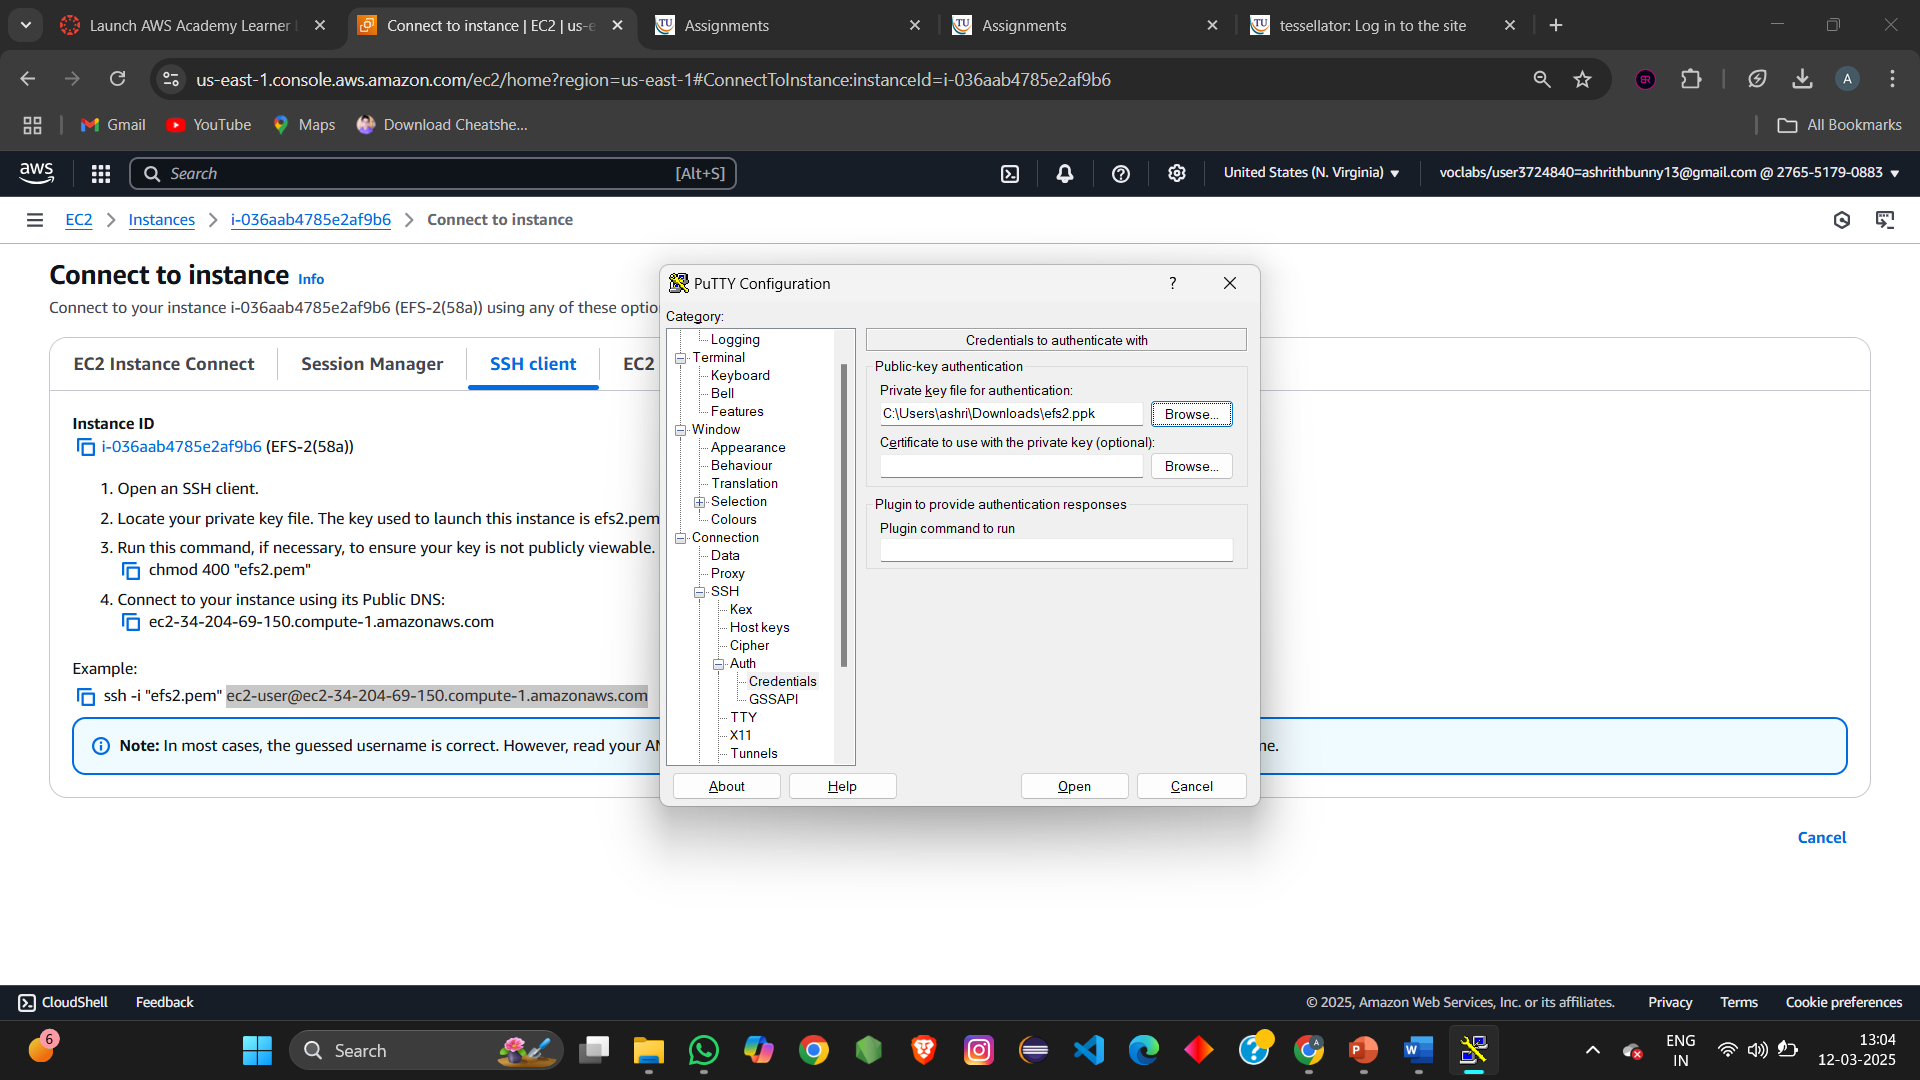 Launch AWS Academy Learner L
Connect to instance | EC2 | us-e
Assignments
Assignments
tessellator: Log in to the site
us-east-1.console.aws.amazon.com/ec2/home?region=us-east-1#ConnectToInstance:instanceId=i-036aab4785e2af9b6
BR
A
Gmail
YouTube
Maps
Download Cheatshe...
All Bookmarks
aws
Search
[Alt+S]
United States (N. Virginia)
voclabs/user3724840=ashrithbunny13@gmail.com @ 2765-5179-0883
EC2
Instances
i-036aab4785e2af9b6
Connect to instance
Connect to instance
Info
Connect to your instance i-036aab4785e2af9b6 (EFS-2(58a)) using any of these optio
EC2 Instance Connect
Session Manager
SSH client
EC2
Instance ID
i-036aab4785e2af9b6 (EFS-2(58a))
1. Open an SSH client.
2. Locate your private key file. The key used to launch this instance is efs2.pem
3. Run this command, if necessary, to ensure your key is not publicly viewable.
chmod 400 "efs2.pem"
4. Connect to your instance using its Public DNS:
ec2-34-204-69-150.compute-1.amazonaws.com
Example:
ssh -i "efs2.pem" ec2-user@ec2-34-204-69-150.compute-1.amazonaws.com
Note: In most cases, the guessed username is correct. However, read your AM
ne.
Cancel
PuTTY Configuration
?
Category:
Logging
Terminal
Keyboard
Bell
Features
Window
Appearance
Behaviour
Translation
Selection
Colours
Connection
Data
Proxy
SSH
Kex
Host keys
Cipher
Auth
Credentials
GSSAPI
TTY
X11
Tunnels
Credentials to authenticate with
Public-key authentication
Private key file for authentication:
C:\Users\ashri\Downloads\efs2.ppk
Browse...
Certificate to use with the private key (optional):
Browse...
Plugin to provide authentication responses
Plugin command to run
About
Help
Open
Cancel
CloudShell
Feedback
© 2025, Amazon Web Services, Inc. or its affiliates.
Privacy
Terms
Cookie preferences
6
Search
ENG
IN
13:04
12-03-2025